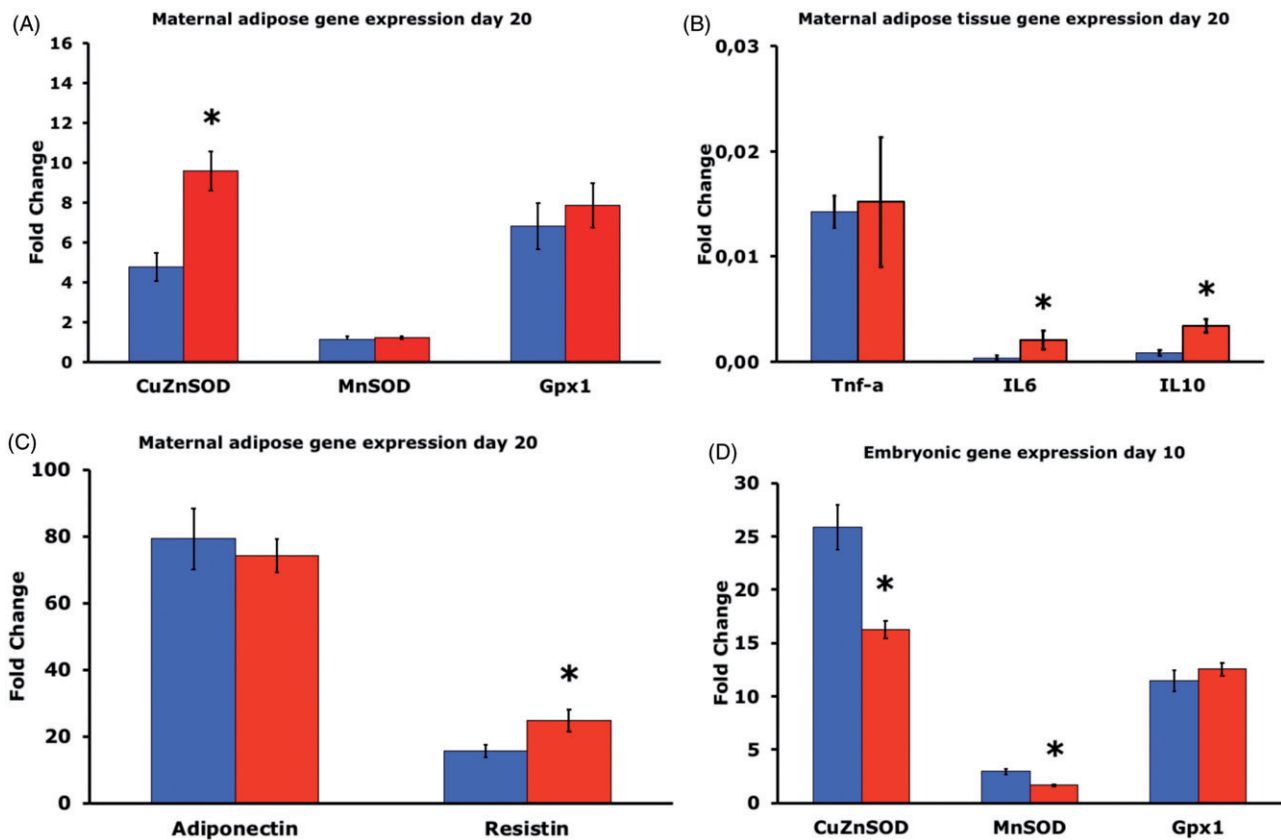 (A)
Maternal adipose gene expression day 20
Fold Change
16
14
12
10
8
6
4
2
0
*
CuZnSOD MnSOD Gpx1
(B)
Maternal adipose tissue gene expression day 20
Fold Change
0,03
0,02
0,01
0,00
* *
Tnf-a IL6 IL10
(C)
Maternal adipose gene expression day 20
Fold Change
100
80
60
40
20
0
*
Adiponectin Resistin
(D)
Embryonic gene expression day 10
Fold Change
30
25
20
15
10
5
0
* *
CuZnSOD MnSOD Gpx1